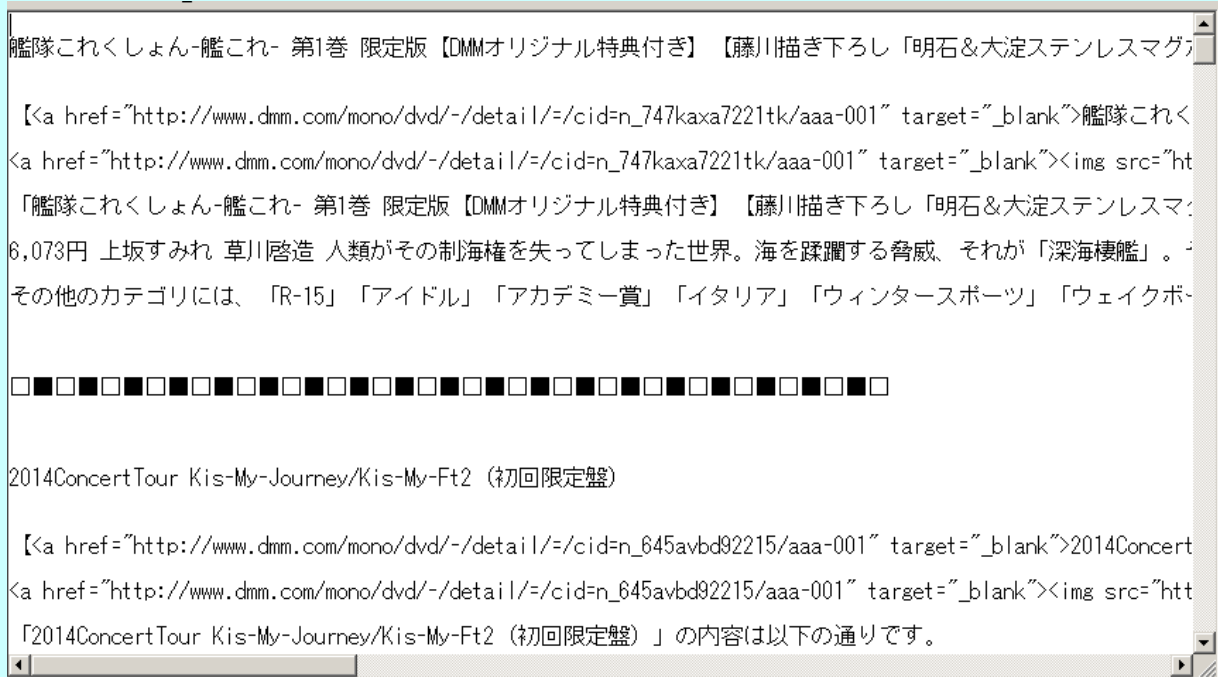 艦隊これくしょん-艦これ- 第1巻 限定版【DMMオリジナル特典付き】【藤川描き下ろし「明石＆大淀ステンレスマグ
【<a href="http://www.dmm.com/mono/dvd/-/detail/=/cid=n_747kaxa7221tk/aaa-001" target="_blank">艦隊これく
<a href="http://www.dmm.com/mono/dvd/-/detail/=/cid=n_747kaxa7221tk/aaa-001" target="_blank"><img src="ht
「艦隊これくしょん-艦これ- 第1巻 限定版【DMMオリジナル特典付き】【藤川描き下ろし「明石＆大淀ステンレスマ
6,073円 上坂すみれ 草川啓造 人類がその制海権を失ってしまった世界。海を蹂躙する脅威、それが「深海棲艦」。
その他のカテゴリには、「R-15」「アイドル」「アカデミー賞」「イタリア」「ウィンタースポーツ」「ウェイクボー
□■□■□■□■□■□■□■□■□■□■□■□■□■□■□■□■□■□■□■□
2014ConcertTour Kis-My-Journey/Kis-My-Ft2（初回限定盤）
【<a href="http://www.dmm.com/mono/dvd/-/detail/=/cid=n_645avbd92215/aaa-001" target="_blank">2014Concert
<a href="http://www.dmm.com/mono/dvd/-/detail/=/cid=n_645avbd92215/aaa-001" target="_blank"><img src="htt
「2014ConcertTour Kis-My-Journey/Kis-My-Ft2（初回限定盤）」の内容は以下の通りです。